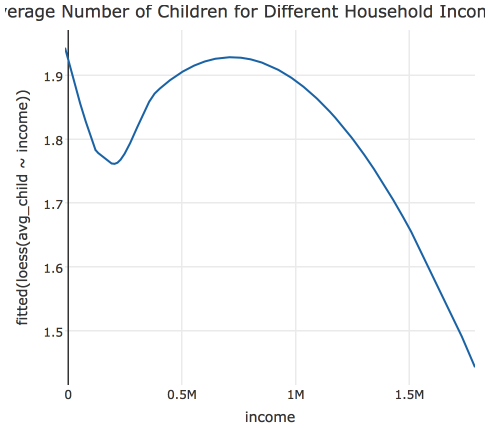 verage Number of Children for Different Household Incom
1.9
1.8
1.7
1.6
1.5
fitted(loess(avg_child ~ income))
0
0.5M
1M
1.5M
income